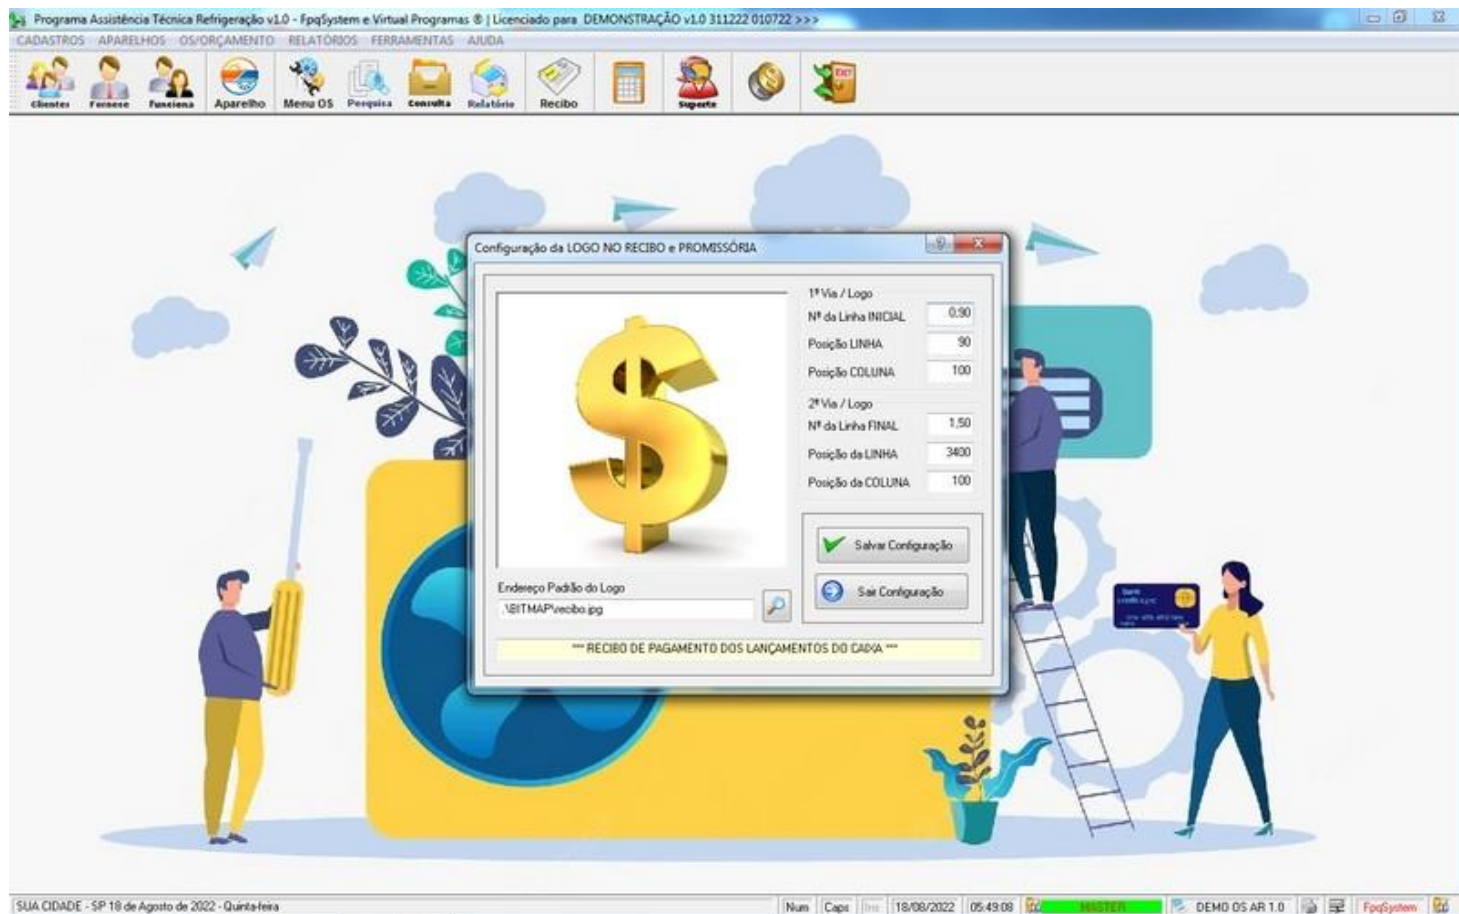 Programa Assistência Técnica Refrigeração v1.0 - FpqSystem e Virtual Programas ® | Licenciado para DEMONSTRAÇÃO v1.0 311222 010722 >>>
CADASTROS APARELHOS OS/ORÇAMENTO RELATÓRIOS FERRAMENTAS AJUDA
Clientes Fornece Funciona Aparelho Menu OS Pesquisa Consulta Relatório Recibo Suporte EXIT
Configuração da LOGO NO RECIBO e PROMISSÓRIA
1ª Via / Logo
Nº da Linha INICIAL 0,90
Posição LINHA 90
Posição COLUNA 100
2ª Via / Logo
Nº da Linha FINAL 1,50
Posição da LINHA 3400
Posição da COLUNA 100
Salvar Configuração
Sair Configuração
Endereço Padrão do Logo
.\BITMAP\recibo.jpg
*** RECIBO DE PAGAMENTO DOS LANÇAMENTOS DO CAIXA ***
SUA CIDADE - SP 18 de Agosto de 2022 - Quinta-feira Num Caps Ins 18/08/2022 05:49:08 MASTER DEMO OS AR 1.0 FpqSystem